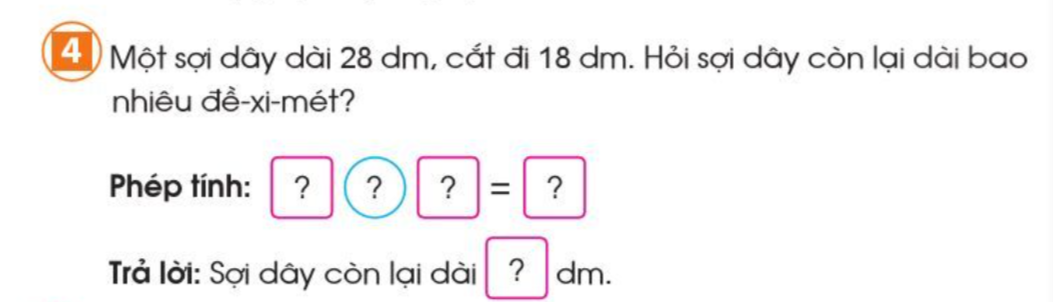 4 Một sợi dây dài 28 dm, cắt đi 18 dm. Hỏi sợi dây còn lại dài bao
nhiêu đề-xi-mét?
Phép tính: ? ? ? = ?
Trả lời: Sợi dây còn lại dài ? dm.